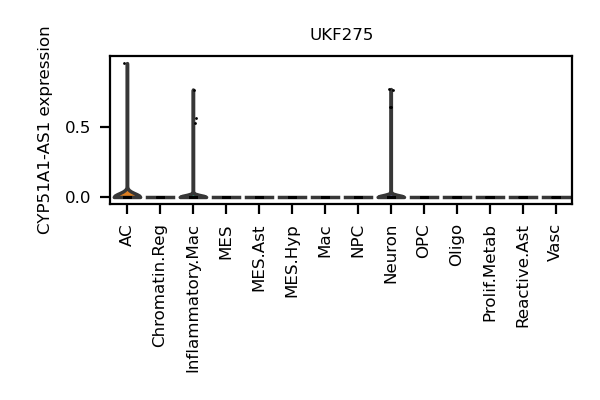 UKF275
CYP51A1-AS1 expression
0.5
0.0
AC
Chromatin.Reg
Inflammatory.Mac
MES
MES.Ast
MES.Hyp
Mac
NPC
Neuron
OPC
Oligo
Prolif.Metab
Reactive.Ast
Vasc